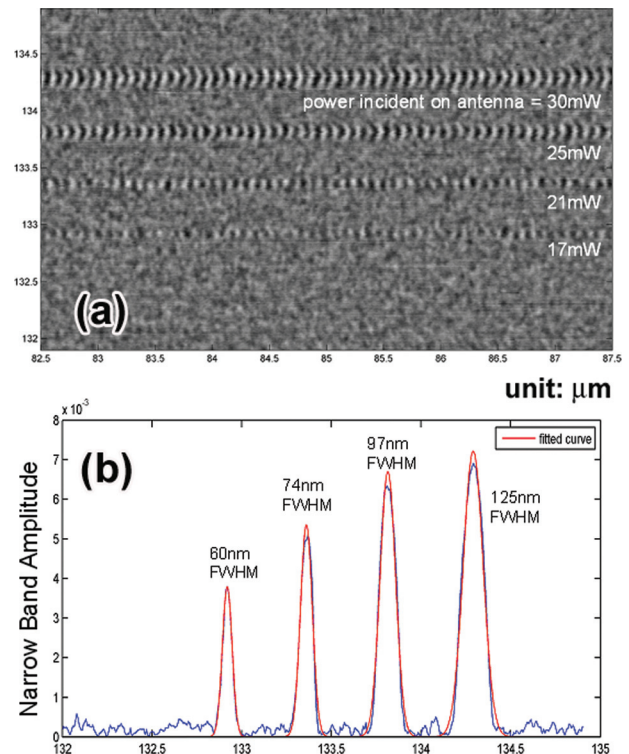 134.5
134
133.5
133
132.5
132
power incident on antenna = 30mW
25mW
21mW
17mW
(a)
82.5 83 83.5 84 84.5 85 85.5 86 86.5 87 87.5
unit: μm
x 10⁻³
8
7
6
5
4
3
2
1
0
Narrow Band Amplitude
(b)
60nm
FWHM
74nm
FWHM
97nm
FWHM
125nm
FWHM
fitted curve
132 132.5 133 133.5 134 134.5 135